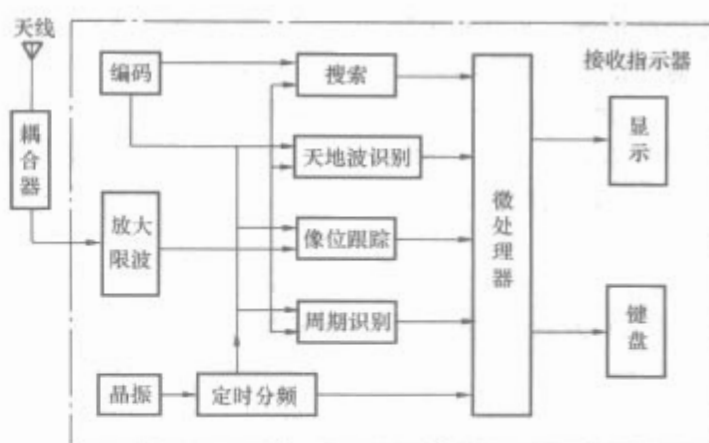 天线
接收指示器
编码
搜索
显示
耦合器
天地波识别
微处理器
放大
限波
像位跟踪
周期识别
键盘
晶振
定时分频